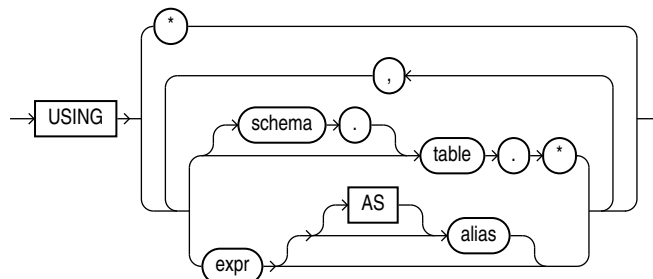 *
,
USING
schema .
table . *
AS
alias
expr